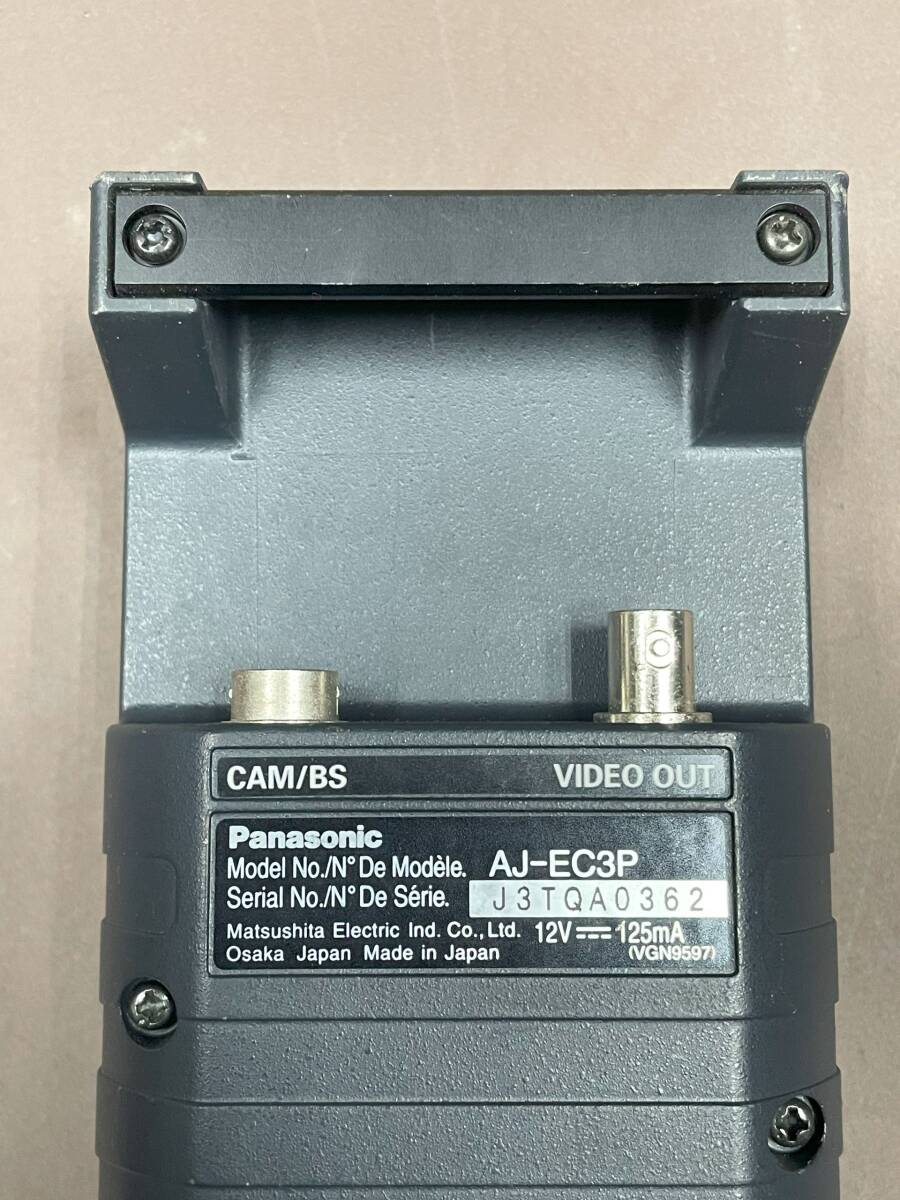 CAM/BS VIDEO OUT
Panasonic
Model No./N° De Modèle. AJ-EC3P
Serial No./N° De Série. J3TQA0362
Matsushita Electric Ind. Co., Ltd. 12V⎓125mA
Osaka Japan Made in Japan (VGN9597)